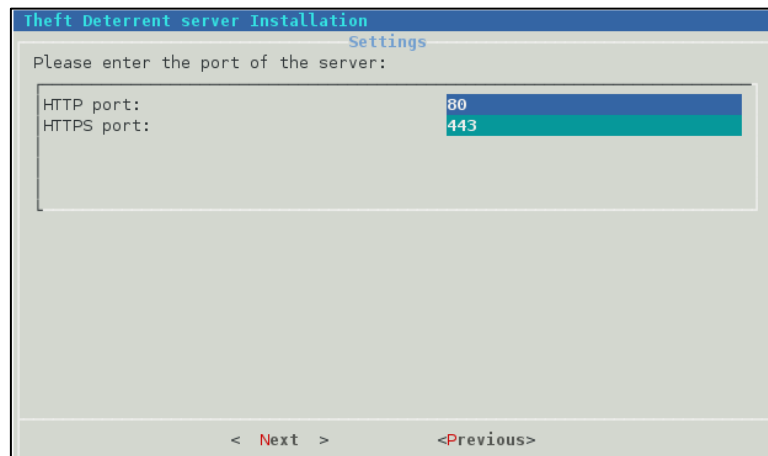 Theft Deterrent server Installation
Settings
Please enter the port of the server:
HTTP port: 80
HTTPS port: 443
< Next > <Previous>